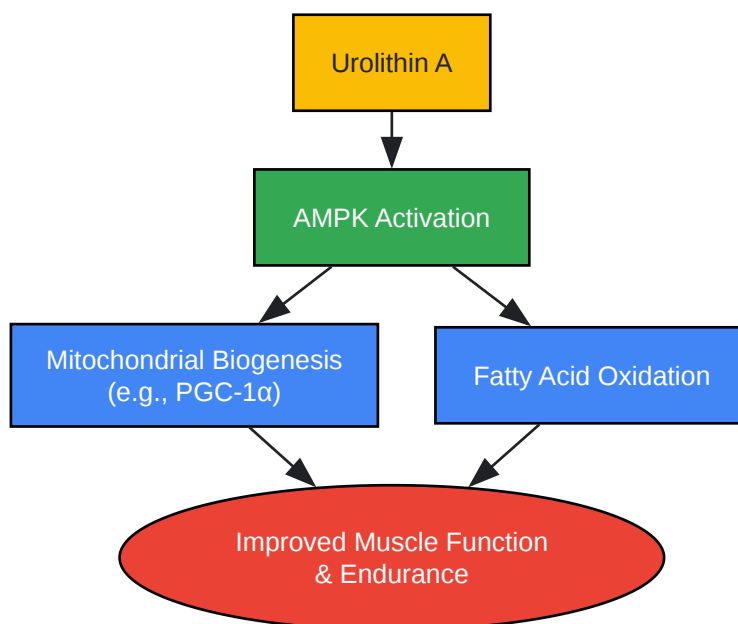 Urolithin A
AMPK Activation
Mitochondrial Biogenesis
(e.g., PGC-1α)
Fatty Acid Oxidation
Improved Muscle Function
& Endurance